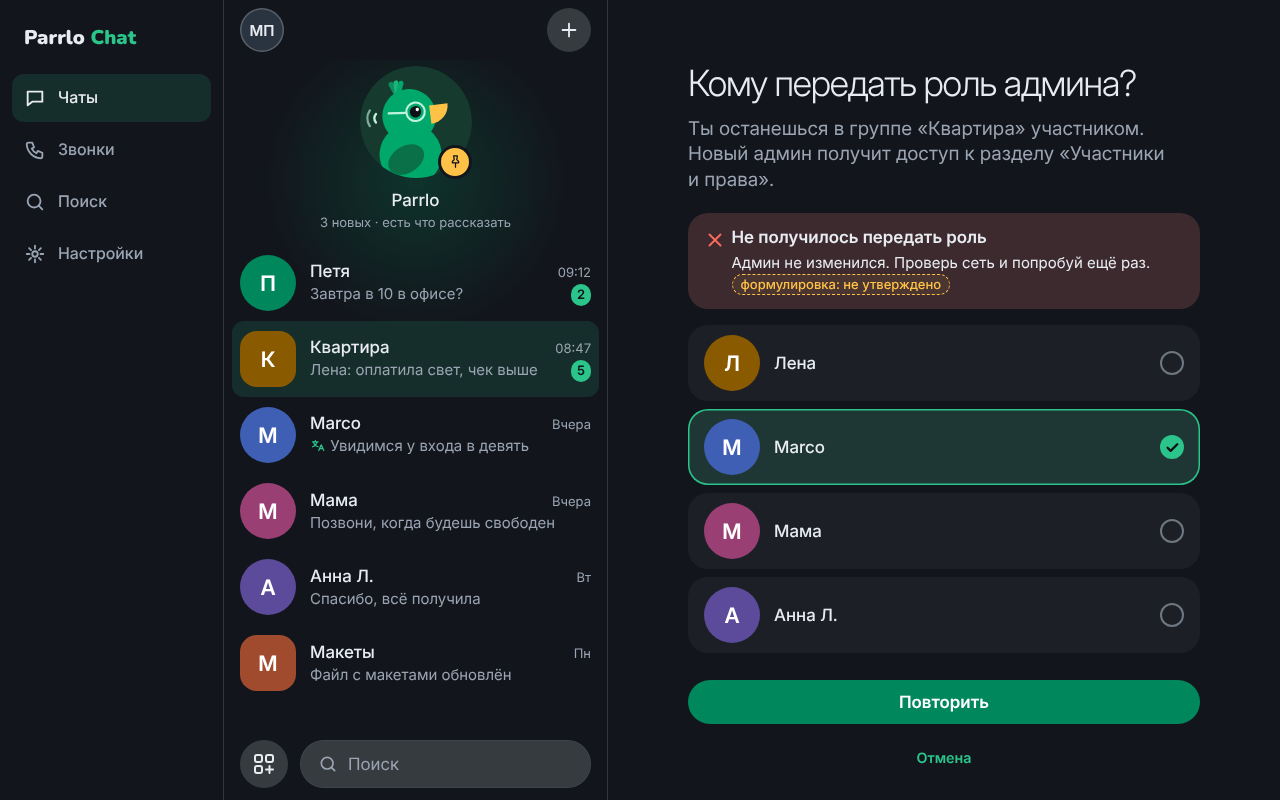 Parrlo Chat
Чаты
Звонки
Поиск
Настройки
МП
Parrlo
3 новых · есть что рассказать
П
Петя
09:12
Завтра в 10 в офисе?
2
К
Квартира
08:47
Лена: оплатила свет, чек выше
5
M
Marco
Вчера
Увидимся у входа в девять
М
Мама
Вчера
Позвони, когда будешь свободен
А
Анна Л.
Вт
Спасибо, всё получила
М
Макеты
Пн
Файл с макетами обновлён
Поиск
Кому передать роль админа?
Ты останешься в группе «Квартира» участником.
Новый админ получит доступ к разделу «Участники
и права».
Не получилось передать роль
Админ не изменился. Проверь сеть и попробуй ещё раз.
формулировка: не утверждено
Л
Лена
M
Marco
М
Мама
А
Анна Л.
Повторить
Отмена